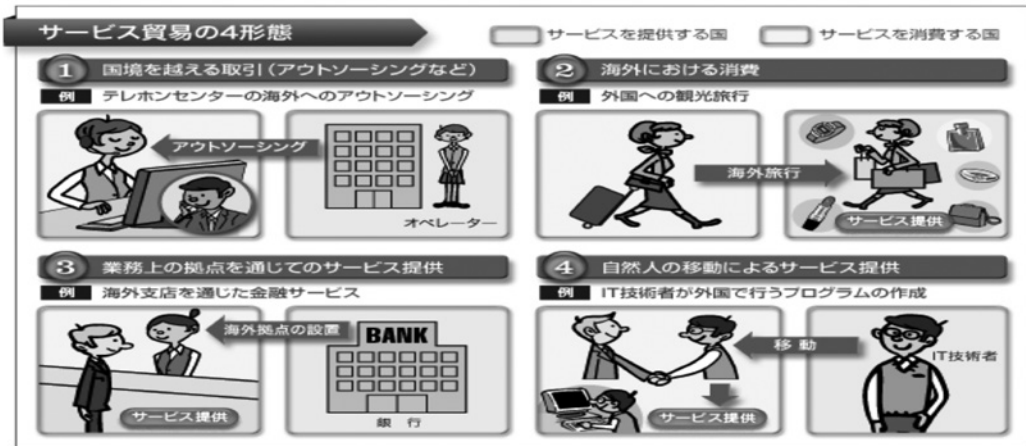 サービス貿易の4形態
サービスを提供する国
サービスを消費する国
1 国境を越える取引(アウトソーシングなど)
例 テレホンセンターの海外へのアウトソーシング
アウトソーシング
オペレーター
2 海外における消費
例 外国への観光旅行
海外旅行
サービス提供
3 業務上の拠点を通じてのサービス提供
例 海外支店を通じた金融サービス
海外拠点の設置
BANK
サービス提供
銀行
4 自然人の移動によるサービス提供
例 IT技術者が外国で行うプログラムの作成
移動
IT技術者
サービス提供